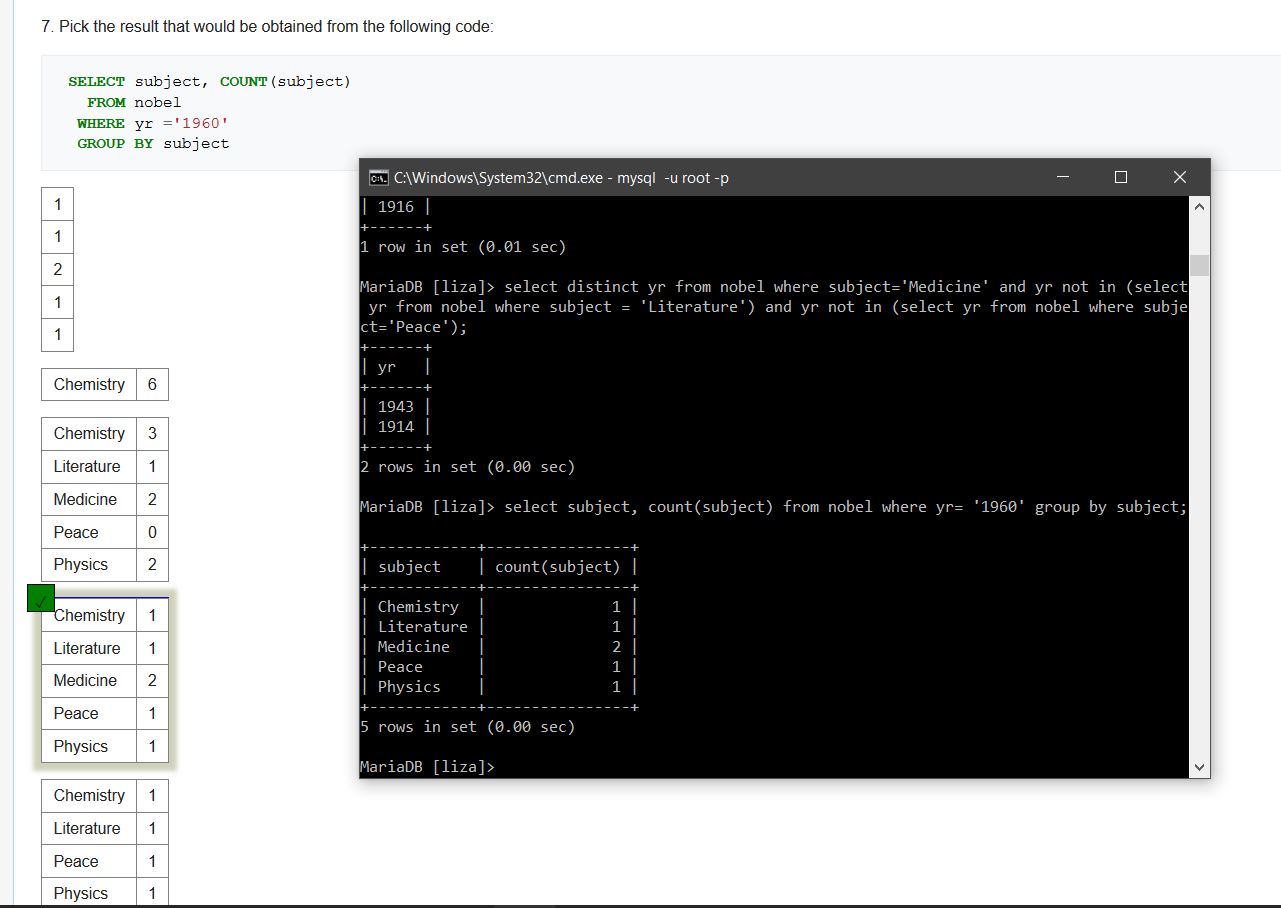 7. Pick the result that would be obtained from the following code:
SELECT subject, COUNT(subject)
FROM nobel
WHERE yr ='1960'
GROUP BY subject
1
1
2
1
1
Chemistry 6
Chemistry 3
Literature 1
Medicine 2
Peace 0
Physics 2
✓
Chemistry 1
Literature 1
Medicine 2
Peace 1
Physics 1
Chemistry 1
Literature 1
Peace 1
Physics 1
C:\Windows\System32\cmd.exe - mysql -u root -p
| 1916 |
+------+
1 row in set (0.01 sec)
MariaDB [liza]> select distinct yr from nobel where subject='Medicine' and yr not in (select
yr from nobel where subject = 'Literature') and yr not in (select yr from nobel where subje
ct='Peace');
+------+
| yr   |
+------+
| 1943 |
| 1914 |
+------+
2 rows in set (0.00 sec)
MariaDB [liza]> select subject, count(subject) from nobel where yr= '1960' group by subject;
+------------+----------------+
| subject    | count(subject) |
+------------+----------------+
| Chemistry  |              1 |
| Literature |              1 |
| Medicine   |              2 |
| Peace      |              1 |
| Physics    |              1 |
+------------+----------------+
5 rows in set (0.00 sec)
MariaDB [liza]>